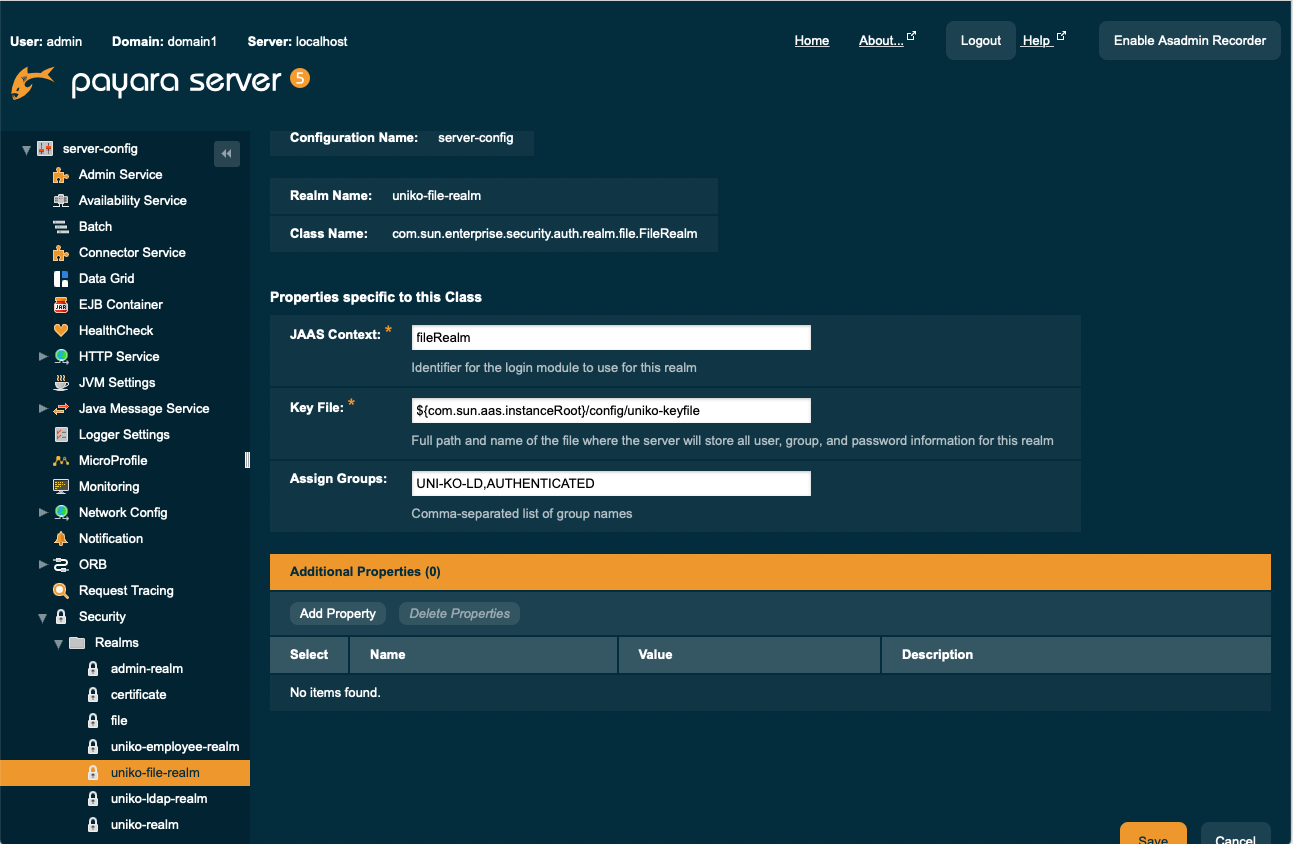 User: admin Domain: domain1 Server: localhost Home About... Logout Help Enable Asadmin Recorder
payara server 5
server-config
Admin Service
Availability Service
Batch
Connector Service
Data Grid
EJB Container
HealthCheck
HTTP Service
JVM Settings
Java Message Service
Logger Settings
MicroProfile
Monitoring
Network Config
Notification
ORB
Request Tracing
Security
Realms
admin-realm
certificate
file
uniko-employee-realm
uniko-file-realm
uniko-ldap-realm
uniko-realm
Configuration Name: server-config
Realm Name: uniko-file-realm
Class Name: com.sun.enterprise.security.auth.realm.file.FileRealm
Properties specific to this Class
JAAS Context: * fileRealm
Identifier for the login module to use for this realm
Key File: * ${com.sun.aas.instanceRoot}/config/uniko-keyfile
Full path and name of the file where the server will store all user, group, and password information for this realm
Assign Groups: UNI-KO-LD,AUTHENTICATED
Comma-separated list of group names
Additional Properties (0)
Add Property Delete Properties
Select Name Value Description
No items found.
Save Cancel